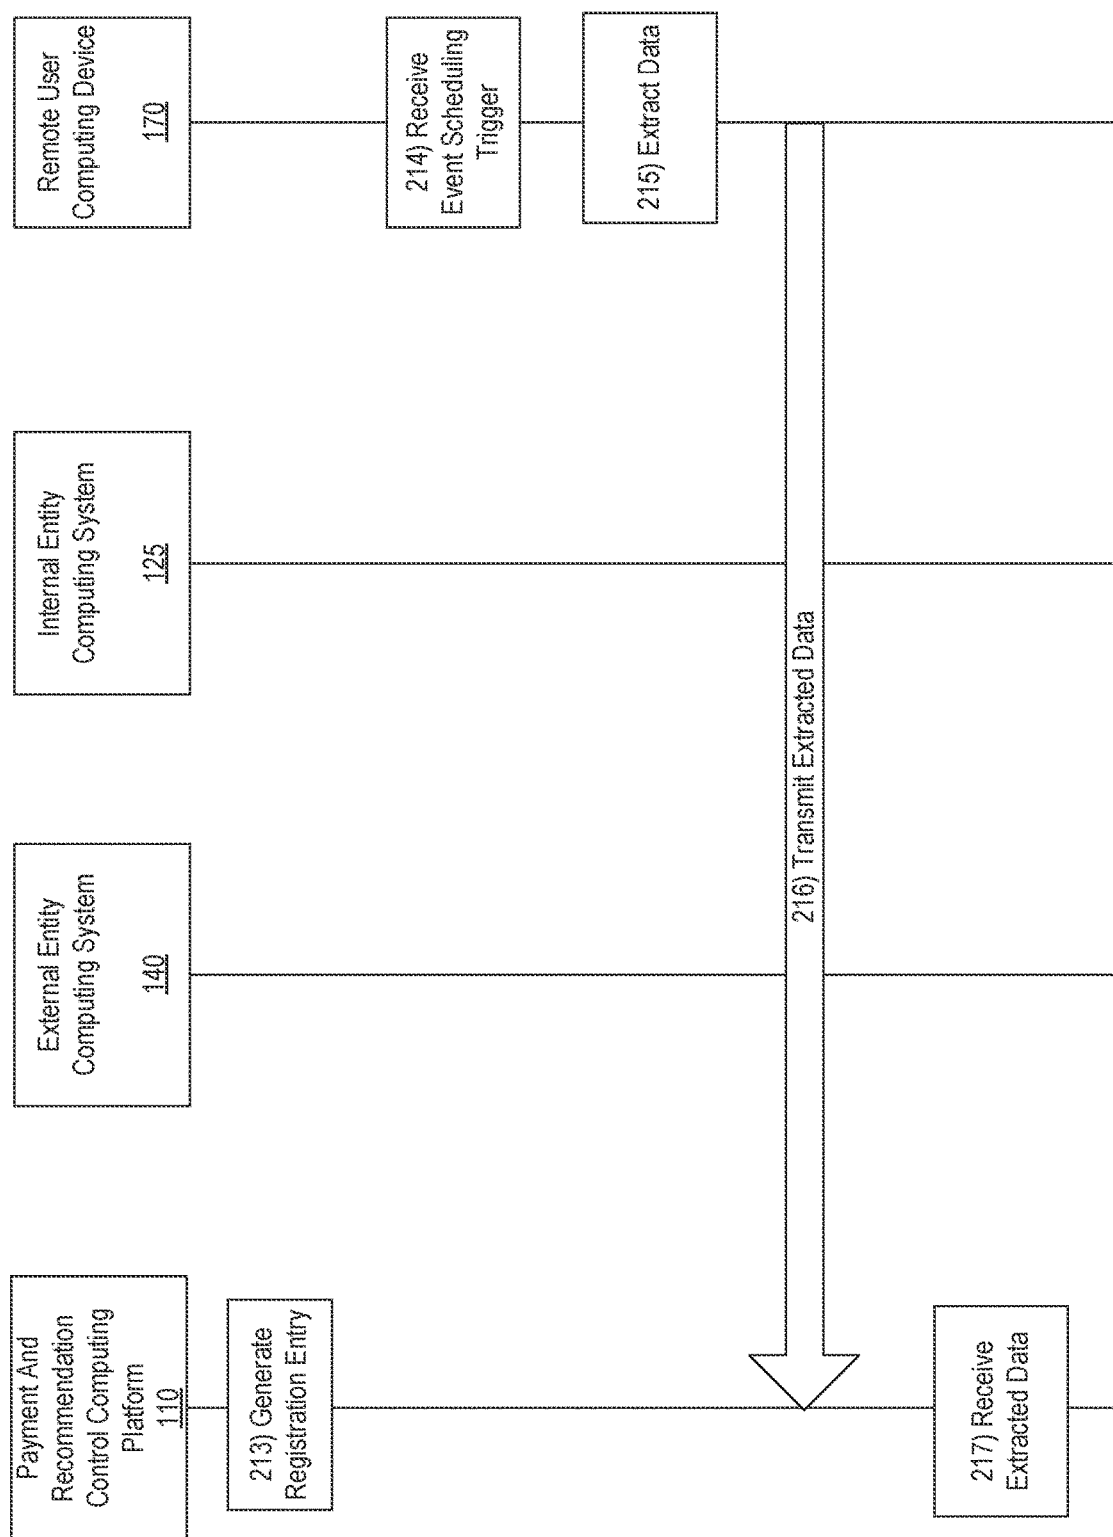 Payment And
Recommendation
Control Computing
Platform
110
External Entity
Computing System
140
Internal Entity
Computing System
125
Remote User
Computing Device
170
213) Generate
Registration Entry
214) Receive
Event Scheduling
Trigger
215) Extract Data
216) Transmit Extracted Data
217) Receive
Extracted Data